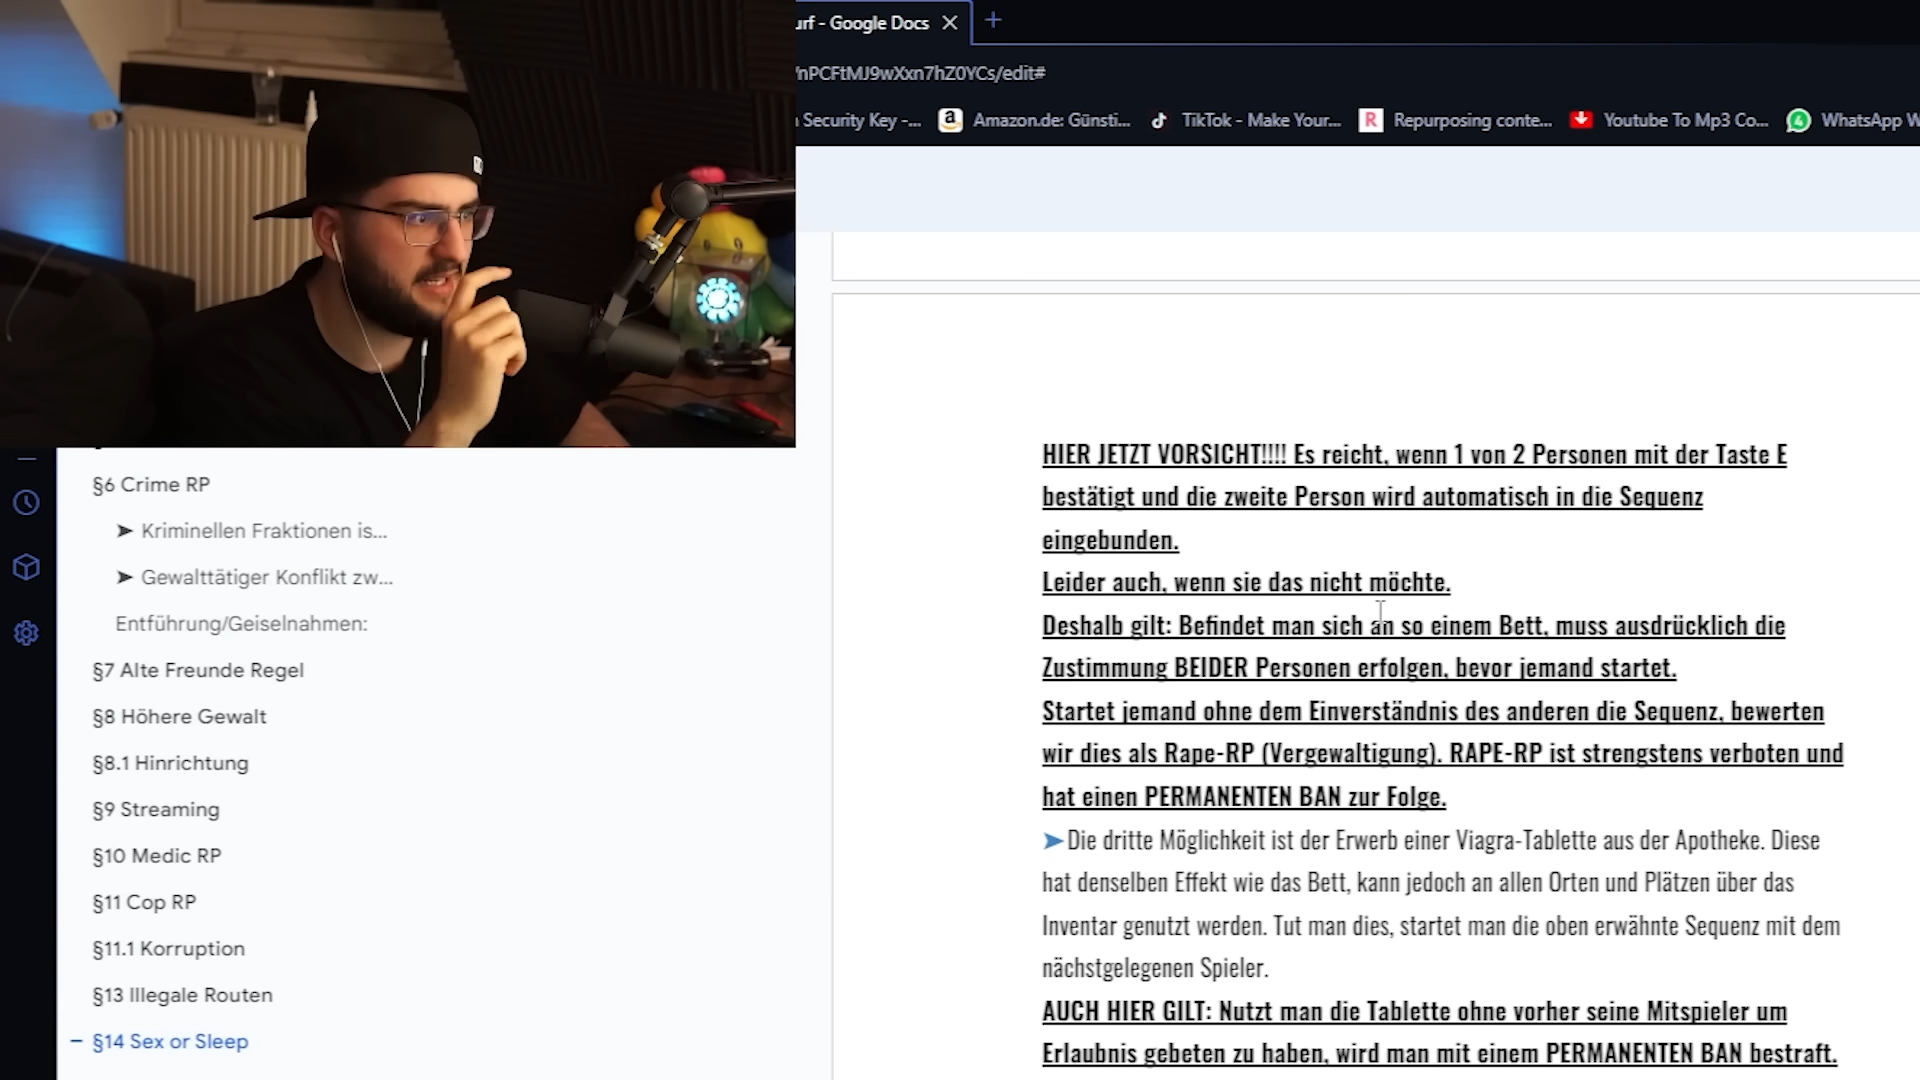 urf - Google Docs
nPCFtMJ9wXxn7hZ0YCs/edit#
Security Key -...
Amazon.de: Günsti...
TikTok - Make Your...
R
Repurposing conte...
Youtube To Mp3 Co...
4
WhatsApp W
HIER JETZT VORSICHT!!!! Es reicht, wenn 1 von 2 Personen mit der Taste E
bestätigt und die zweite Person wird automatisch in die Sequenz
eingebunden.
Leider auch, wenn sie das nicht möchte.
Deshalb gilt: Befindet man sich an so einem Bett, muss ausdrücklich die
Zustimmung BEIDER Personen erfolgen, bevor jemand startet.
Startet jemand ohne dem Einverständnis des anderen die Sequenz, bewerten
wir dies als Rape-RP (Vergewaltigung). RAPE-RP ist strengstens verboten und
hat einen PERMANENTEN BAN zur Folge.
➤Die dritte Möglichkeit ist der Erwerb einer Viagra-Tablette aus der Apotheke. Diese
hat denselben Effekt wie das Bett, kann jedoch an allen Orten und Plätzen über das
Inventar genutzt werden. Tut man dies, startet man die oben erwähnte Sequenz mit dem
nächstgelegenen Spieler.
AUCH HIER GILT: Nutzt man die Tablette ohne vorher seine Mitspieler um
Erlaubnis gebeten zu haben, wird man mit einem PERMANENTEN BAN bestraft.
§6 Crime RP
➤ Kriminellen Fraktionen is...
➤ Gewalttätiger Konflikt zw...
Entführung/Geiselnahmen:
§7 Alte Freunde Regel
§8 Höhere Gewalt
§8.1 Hinrichtung
§9 Streaming
§10 Medic RP
§11 Cop RP
§11.1 Korruption
§13 Illegale Routen
§14 Sex or Sleep